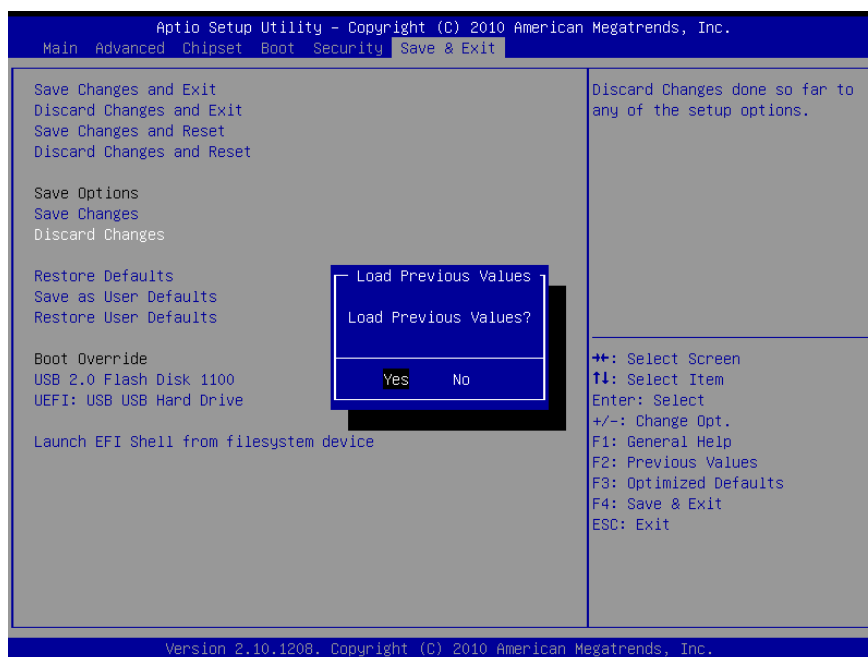 Aptio Setup Utility – Copyright (C) 2010 American Megatrends, Inc.
Main Advanced Chipset Boot Security Save & Exit
Save Changes and Exit
Discard Changes and Exit
Save Changes and Reset
Discard Changes and Reset
Save Options
Save Changes
Discard Changes
Restore Defaults
Save as User Defaults
Restore User Defaults
Boot Override
USB 2.0 Flash Disk 1100
UEFI: USB USB Hard Drive
Launch EFI Shell from filesystem device
Load Previous Values
Load Previous Values?
Yes No
Discard Changes done so far to
any of the setup options.
→←: Select Screen
↑↓: Select Item
Enter: Select
+/-: Change Opt.
F1: General Help
F2: Previous Values
F3: Optimized Defaults
F4: Save & Exit
ESC: Exit
Version 2.10.1208. Copyright (C) 2010 American Megatrends, Inc.